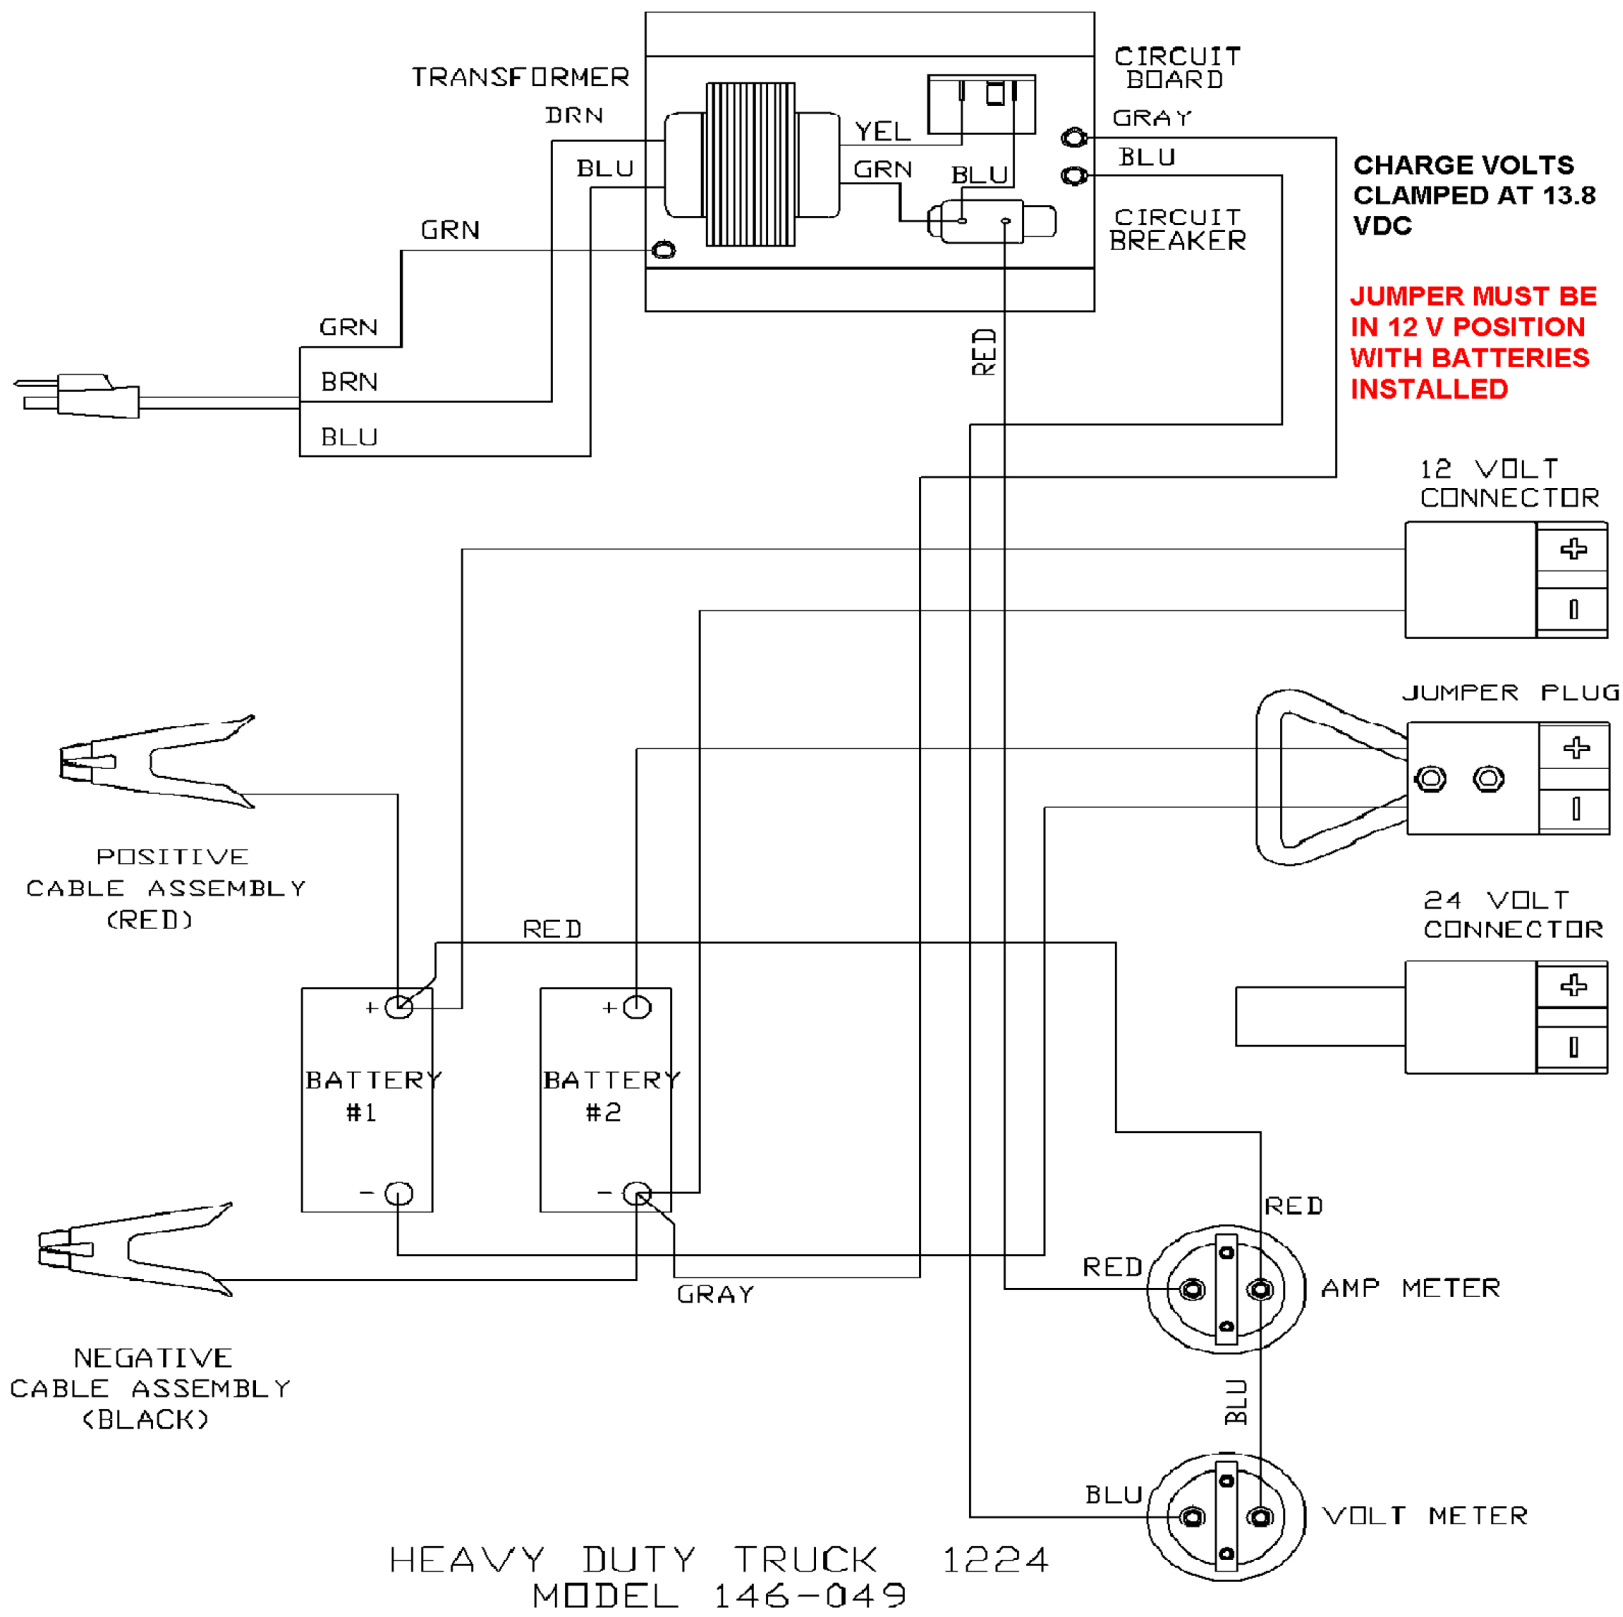 TRANSFORMER
CIRCUIT
BOARD
BRN
YEL
GRAY
BLU
GRN
BLU
BLU
CHARGE VOLTS
CLAMPED AT 13.8
VDC
GRN
CIRCUIT
BREAKER
GRN
RED
JUMPER MUST BE
IN 12 V POSITION
WITH BATTERIES
INSTALLED
BRN
BLU
12 VOLT
CONNECTOR
+
-
JUMPER PLUG
+
-
POSITIVE
CABLE ASSEMBLY
(RED)
24 VOLT
CONNECTOR
RED
+
-
+
+
BATTERY
#1
BATTERY
#2
-
-
RED
RED
GRAY
AMP METER
NEGATIVE
CABLE ASSEMBLY
(BLACK)
BLU
BLU
VOLT METER
HEAVY DUTY TRUCK 1224
MODEL 146-049